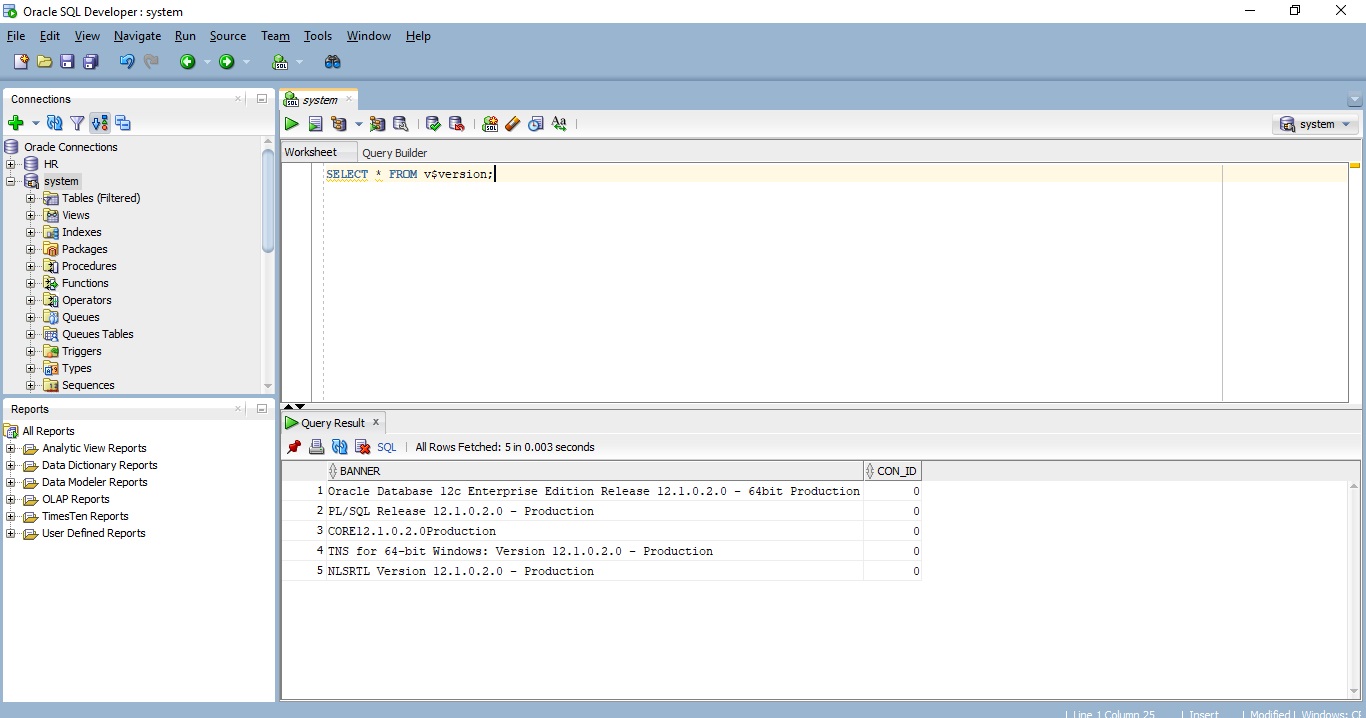 Oracle SQL Developer : system
File Edit View Navigate Run Source Team Tools Window Help
Connections
system
system
Oracle Connections
HR
system
Tables (Filtered)
Views
Indexes
Packages
Procedures
Functions
Operators
Queues
Queues Tables
Triggers
Types
Sequences
Worksheet Query Builder
SELECT * FROM v$version;
Reports
All Reports
Analytic View Reports
Data Dictionary Reports
Data Modeler Reports
OLAP Reports
TimesTen Reports
User Defined Reports
Query Result
SQL | All Rows Fetched: 5 in 0.003 seconds
BANNER CON_ID
1 Oracle Database 12c Enterprise Edition Release 12.1.0.2.0 - 64bit Production 0
2 PL/SQL Release 12.1.0.2.0 - Production 0
3 CORE12.1.0.2.0Production 0
4 TNS for 64-bit Windows: Version 12.1.0.2.0 - Production 0
5 NLSRTL Version 12.1.0.2.0 - Production 0
| Line 1 Column 25 | Insert | Modified | Windows: